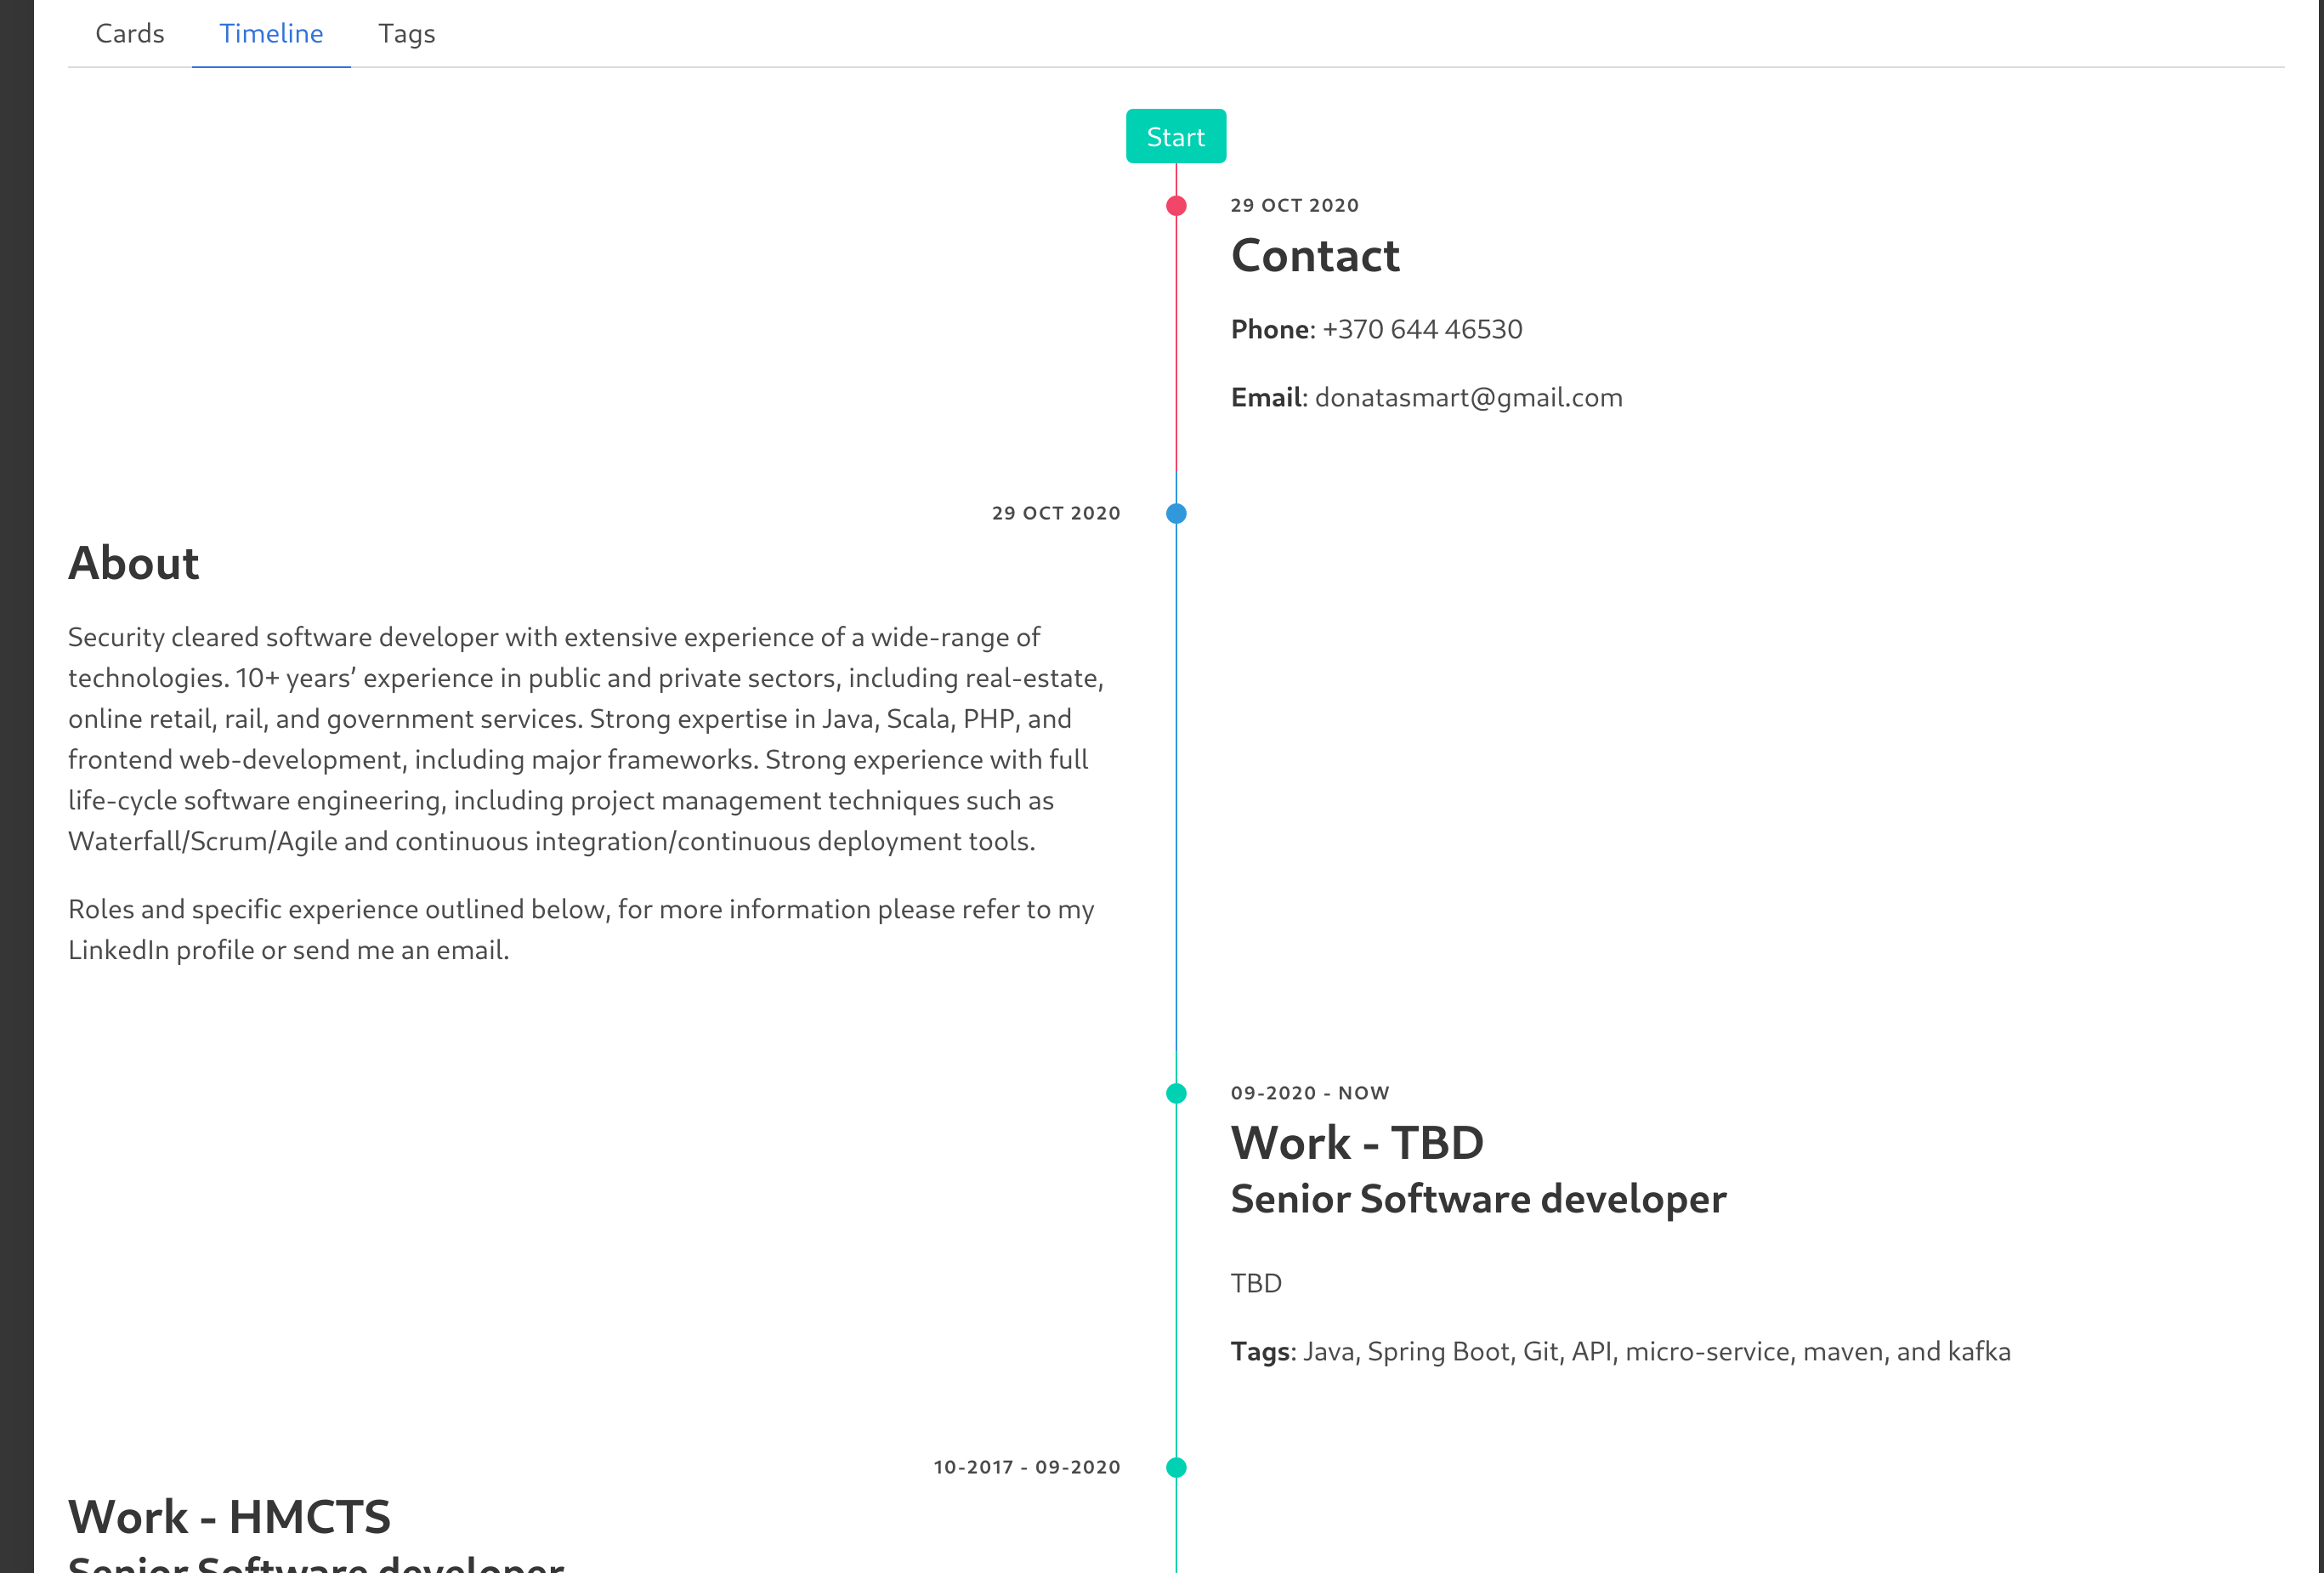 Cards Timeline Tags
Start
29 OCT 2020
Contact
Phone: +370 644 46530
Email: donatasmart@gmail.com
29 OCT 2020
About
Security cleared software developer with extensive experience of a wide-range of
technologies. 10+ years’ experience in public and private sectors, including real-estate,
online retail, rail, and government services. Strong expertise in Java, Scala, PHP, and
frontend web-development, including major frameworks. Strong experience with full
life-cycle software engineering, including project management techniques such as
Waterfall/Scrum/Agile and continuous integration/continuous deployment tools.
Roles and specific experience outlined below, for more information please refer to my
LinkedIn profile or send me an email.
09-2020 - NOW
Work - TBD
Senior Software developer
TBD
Tags: Java, Spring Boot, Git, API, micro-service, maven, and kafka
10-2017 - 09-2020
Work - HMCTS
Senior Software developer